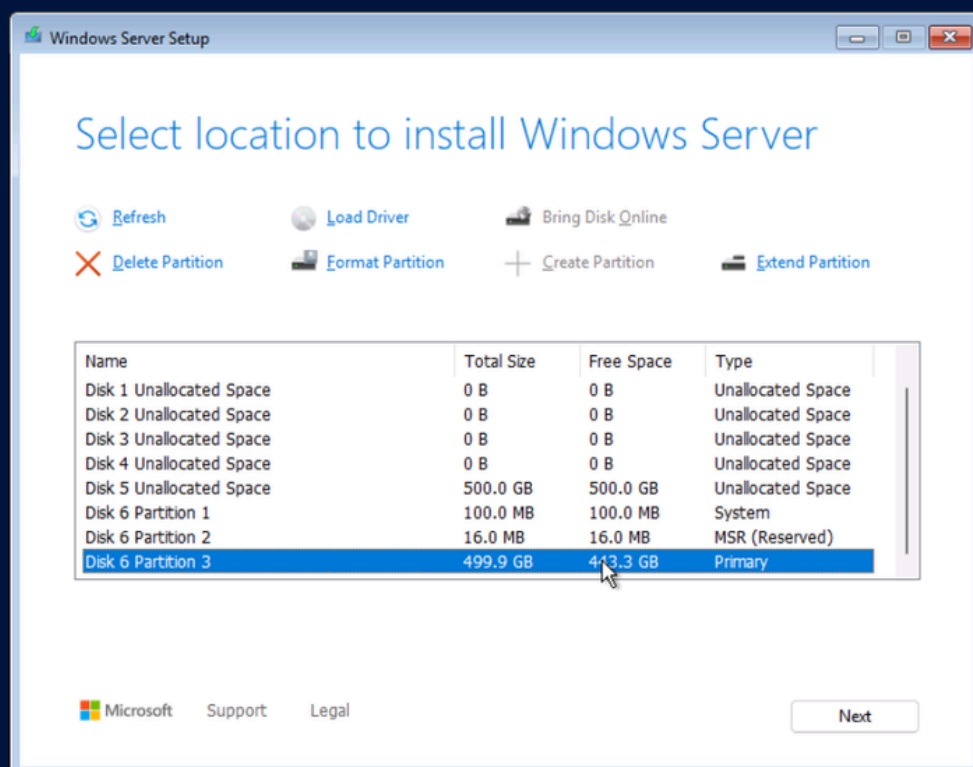 Windows Server Setup
Select location to install Windows Server
Refresh Load Driver Bring Disk Online
Delete Partition Format Partition Create Partition Extend Partition
Name Total Size Free Space Type
Disk 1 Unallocated Space 0 B 0 B Unallocated Space
Disk 2 Unallocated Space 0 B 0 B Unallocated Space
Disk 3 Unallocated Space 0 B 0 B Unallocated Space
Disk 4 Unallocated Space 0 B 0 B Unallocated Space
Disk 5 Unallocated Space 500.0 GB 500.0 GB Unallocated Space
Disk 6 Partition 1 100.0 MB 100.0 MB System
Disk 6 Partition 2 16.0 MB 16.0 MB MSR (Reserved)
Disk 6 Partition 3 499.9 GB 443.3 GB Primary
Microsoft Support Legal Next